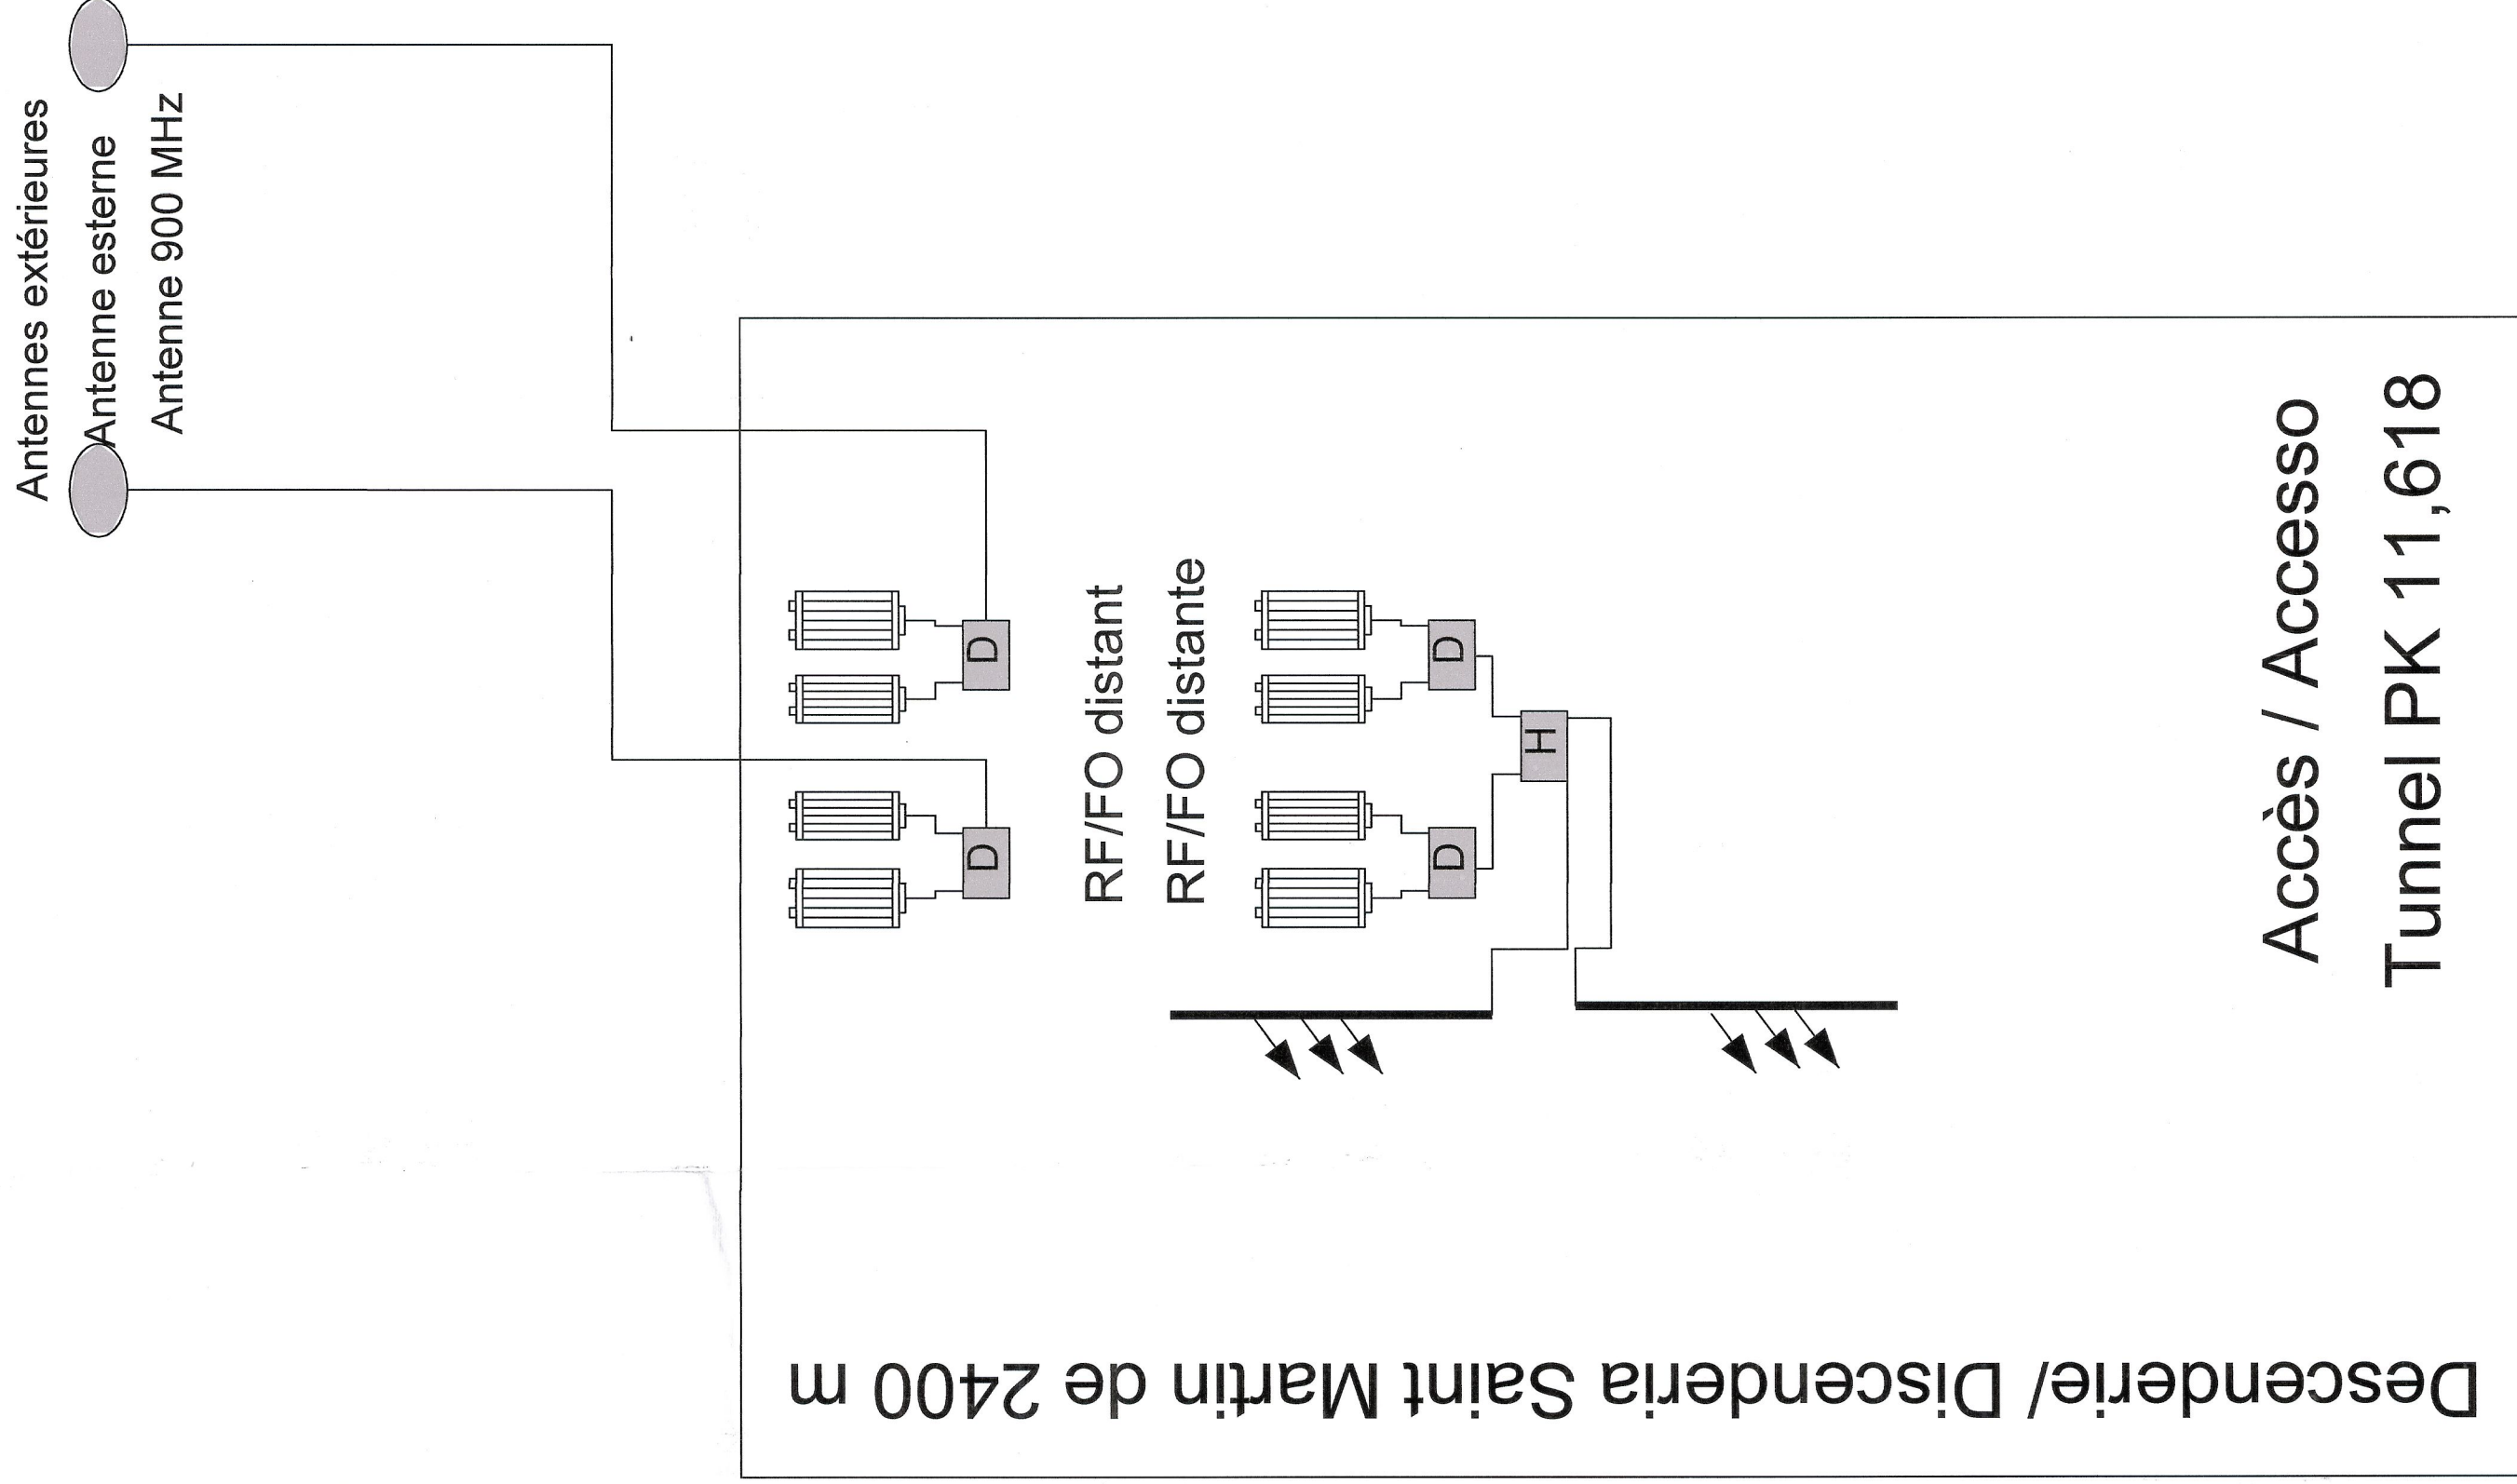 Antennes extérieures
Antenne esterne
Antenne 900 MHz
D
D
RF/FO distant
RF/FO distante
D
D
H
Accès / Accesso
Tunnel PK 11,618
Descenderie/ Discenderia Saint Martin de 2400 m